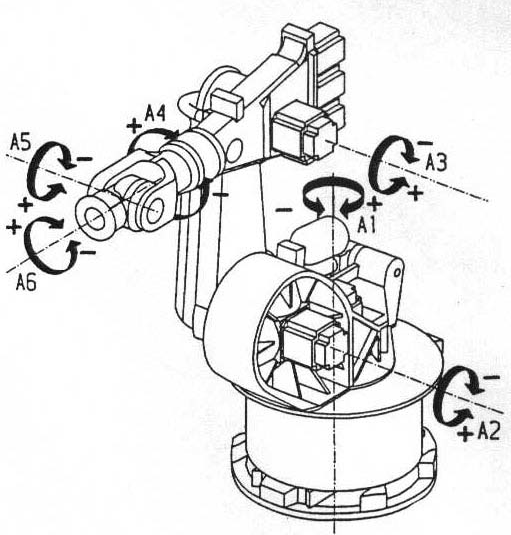 + A4
A5 -
+ -
- A3
+
+ -
- +
A1
A6
-
+ A2